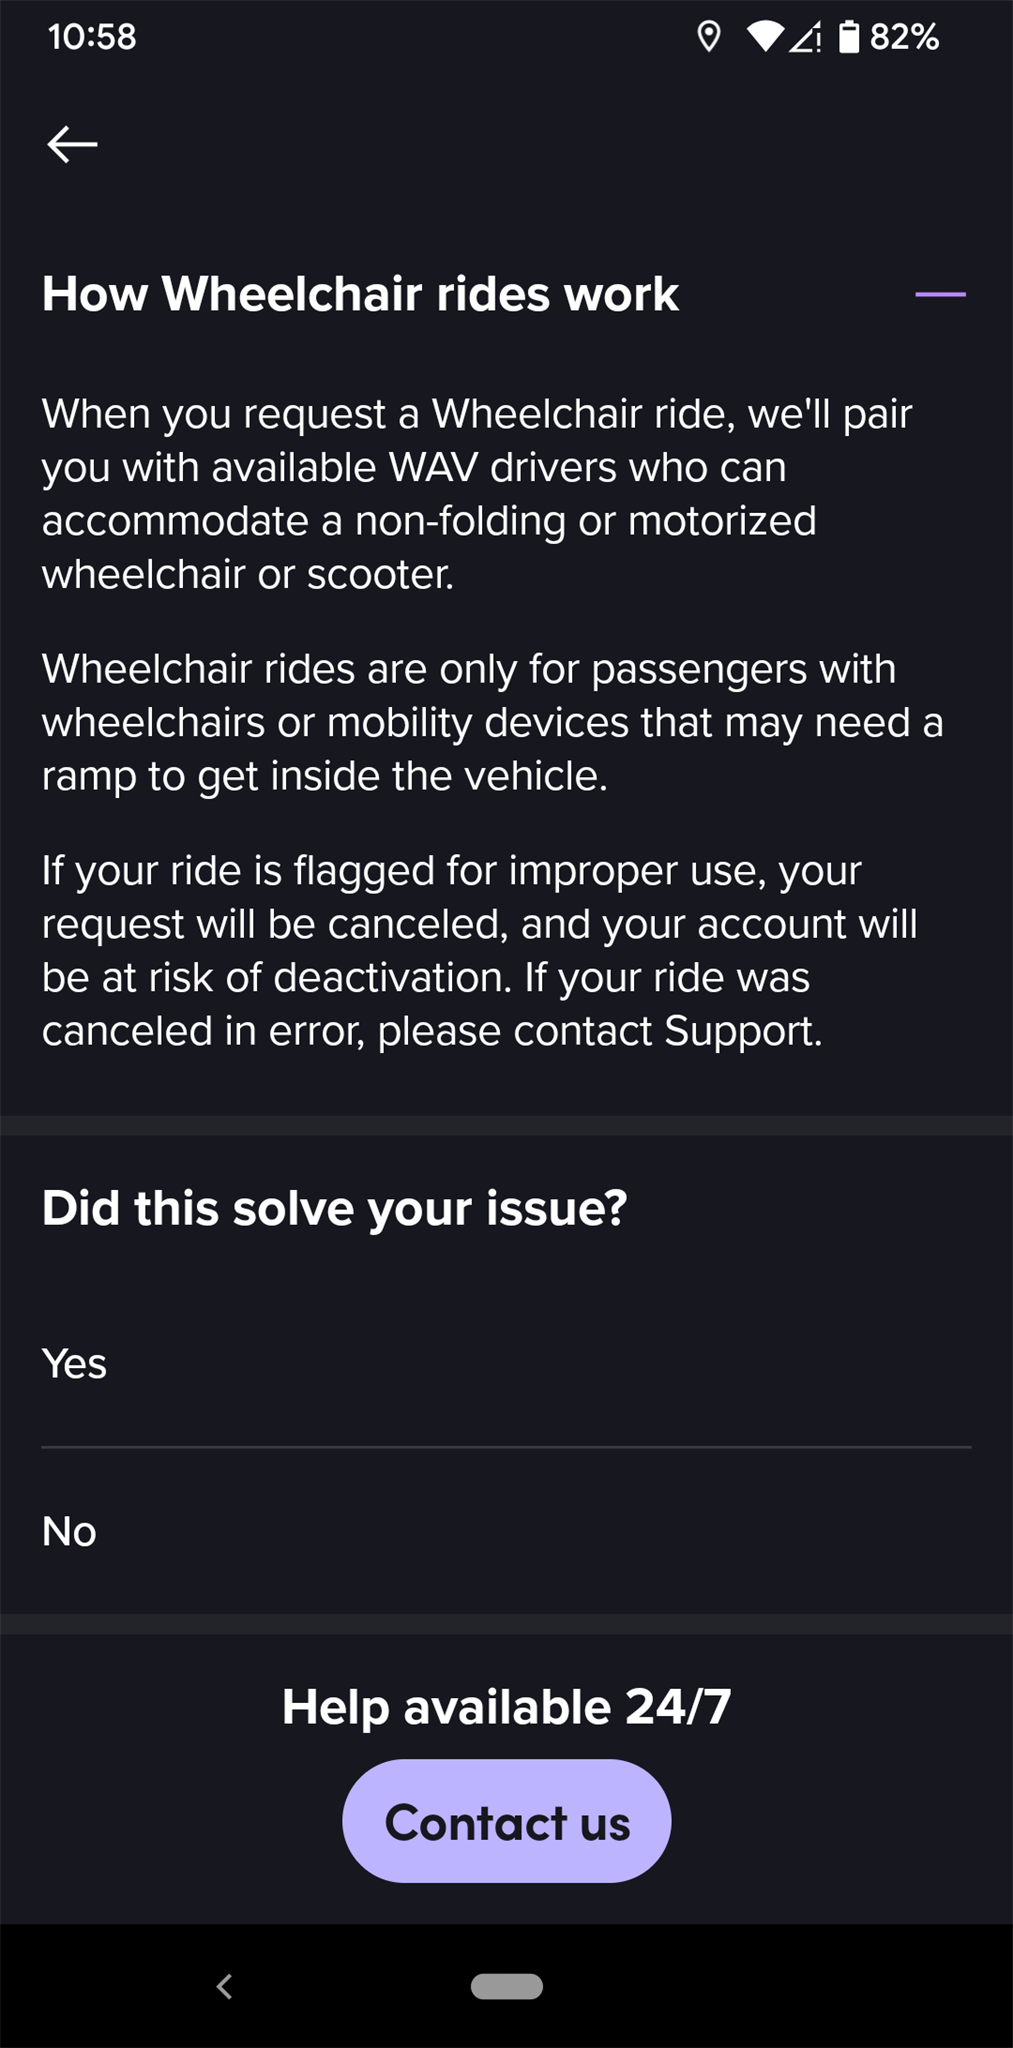 10:58
82%
How Wheelchair rides work
When you request a Wheelchair ride, we'll pair
you with available WAV drivers who can
accommodate a non-folding or motorized
wheelchair or scooter.
Wheelchair rides are only for passengers with
wheelchairs or mobility devices that may need a
ramp to get inside the vehicle.
If your ride is flagged for improper use, your
request will be canceled, and your account will
be at risk of deactivation. If your ride was
canceled in error, please contact Support.
Did this solve your issue?
Yes
No
Help available 24/7
Contact us